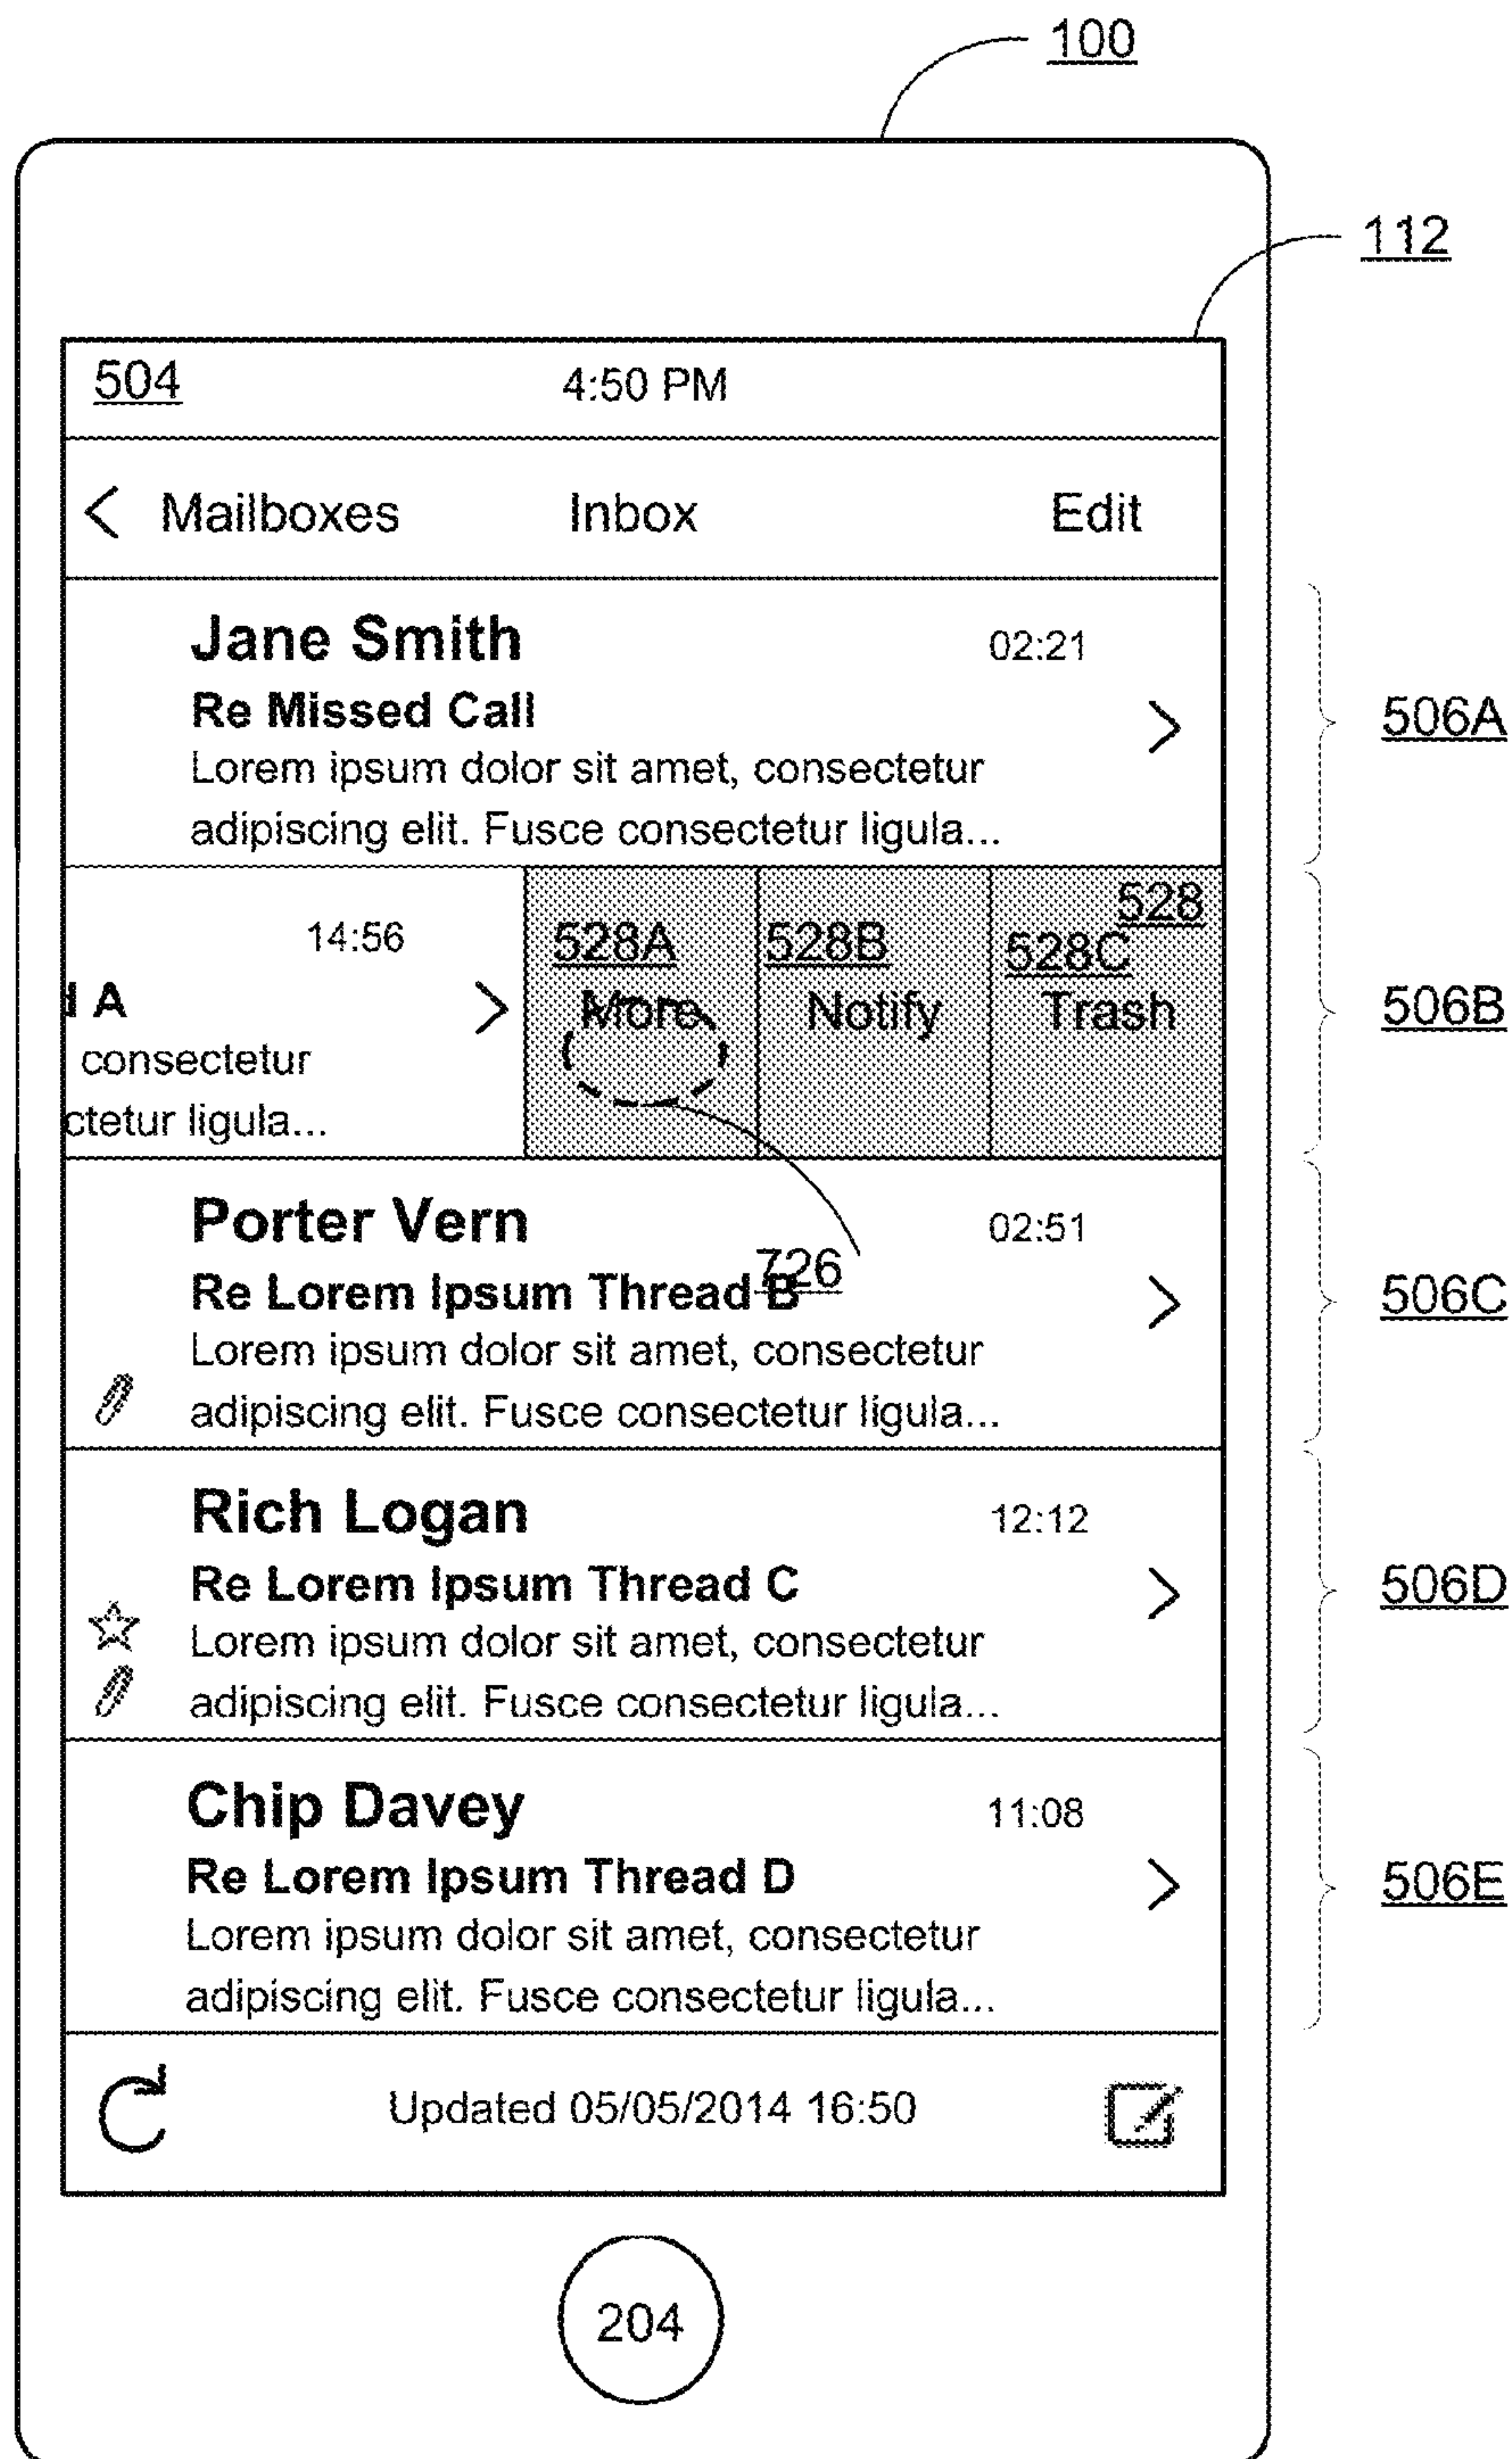 100
112
504 4:50 PM
< Mailboxes Inbox Edit
Jane Smith 02:21
Re Missed Call
506A
Lorem ipsum dolor sit amet, consectetur
adipiscing elit. Fusce consectetur ligula...
528
14:56 528A 528B 528C
A More Notify Trash
506B
consectetur
ctetur ligula...
Porter Vern 02:51
726
Re Lorem Ipsum Thread B
506C
Lorem ipsum dolor sit amet, consectetur
adipiscing elit. Fusce consectetur ligula...
Rich Logan 12:12
Re Lorem Ipsum Thread C
506D
Lorem ipsum dolor sit amet, consectetur
adipiscing elit. Fusce consectetur ligula...
Chip Davey 11:08
Re Lorem Ipsum Thread D
506E
Lorem ipsum dolor sit amet, consectetur
adipiscing elit. Fusce consectetur ligula...
Updated 05/05/2014 16:50
204